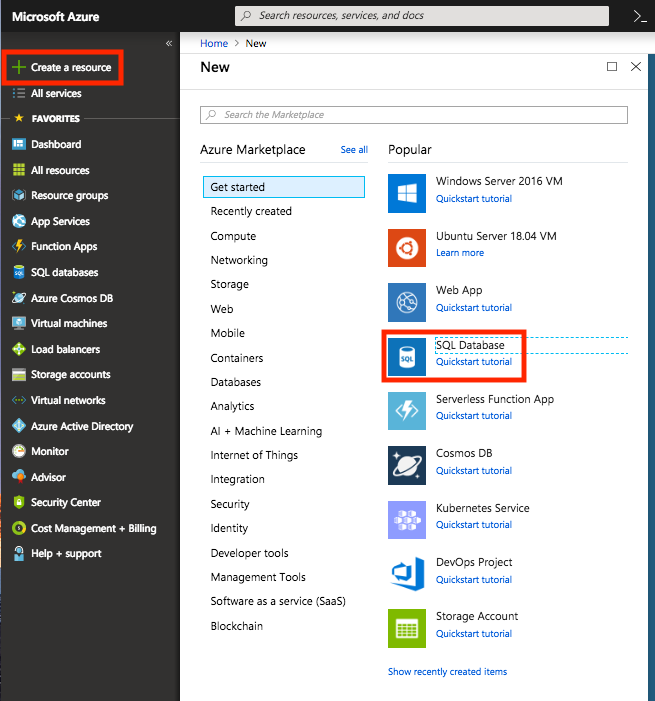 Microsoft Azure
Search resources, services, and docs
Create a resource
All services
FAVORITES
Dashboard
All resources
Resource groups
App Services
Function Apps
SQL databases
Azure Cosmos DB
Virtual machines
Load balancers
Storage accounts
Virtual networks
Azure Active Directory
Monitor
Advisor
Security Center
Cost Management + Billing
Help + support
Home > New
New
Search the Marketplace
Azure Marketplace See all
Get started
Recently created
Compute
Networking
Storage
Web
Mobile
Containers
Databases
Analytics
AI + Machine Learning
Internet of Things
Integration
Security
Identity
Developer tools
Management Tools
Software as a service (SaaS)
Blockchain
Popular
Windows Server 2016 VM
Quickstart tutorial
Ubuntu Server 18.04 VM
Learn more
Web App
Quickstart tutorial
SQL
SQL Database
Quickstart tutorial
Serverless Function App
Quickstart tutorial
Cosmos DB
Quickstart tutorial
Kubernetes Service
Quickstart tutorial
DevOps Project
Quickstart tutorial
Storage Account
Quickstart tutorial
Show recently created items